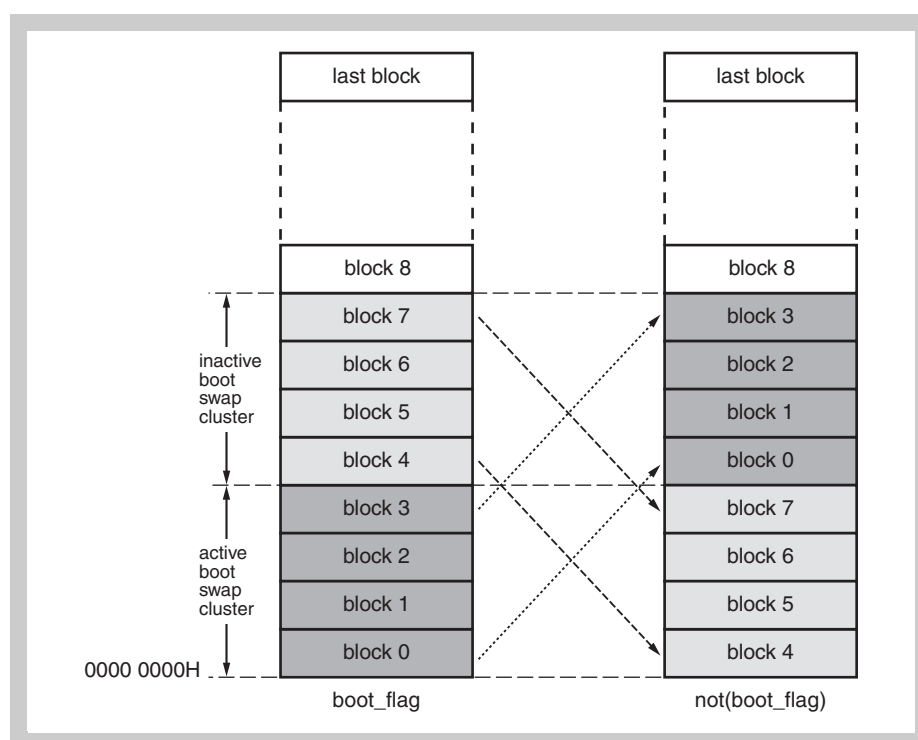 last block
last block
block 8
block 8
block 7
block 3
inactive
boot
swap
cluster
block 6
block 2
block 5
block 1
block 4
block 0
active
boot
swap
cluster
block 3
block 7
block 2
block 6
block 1
block 5
block 0
block 4
0000 0000H
boot_flag
not(boot_flag)